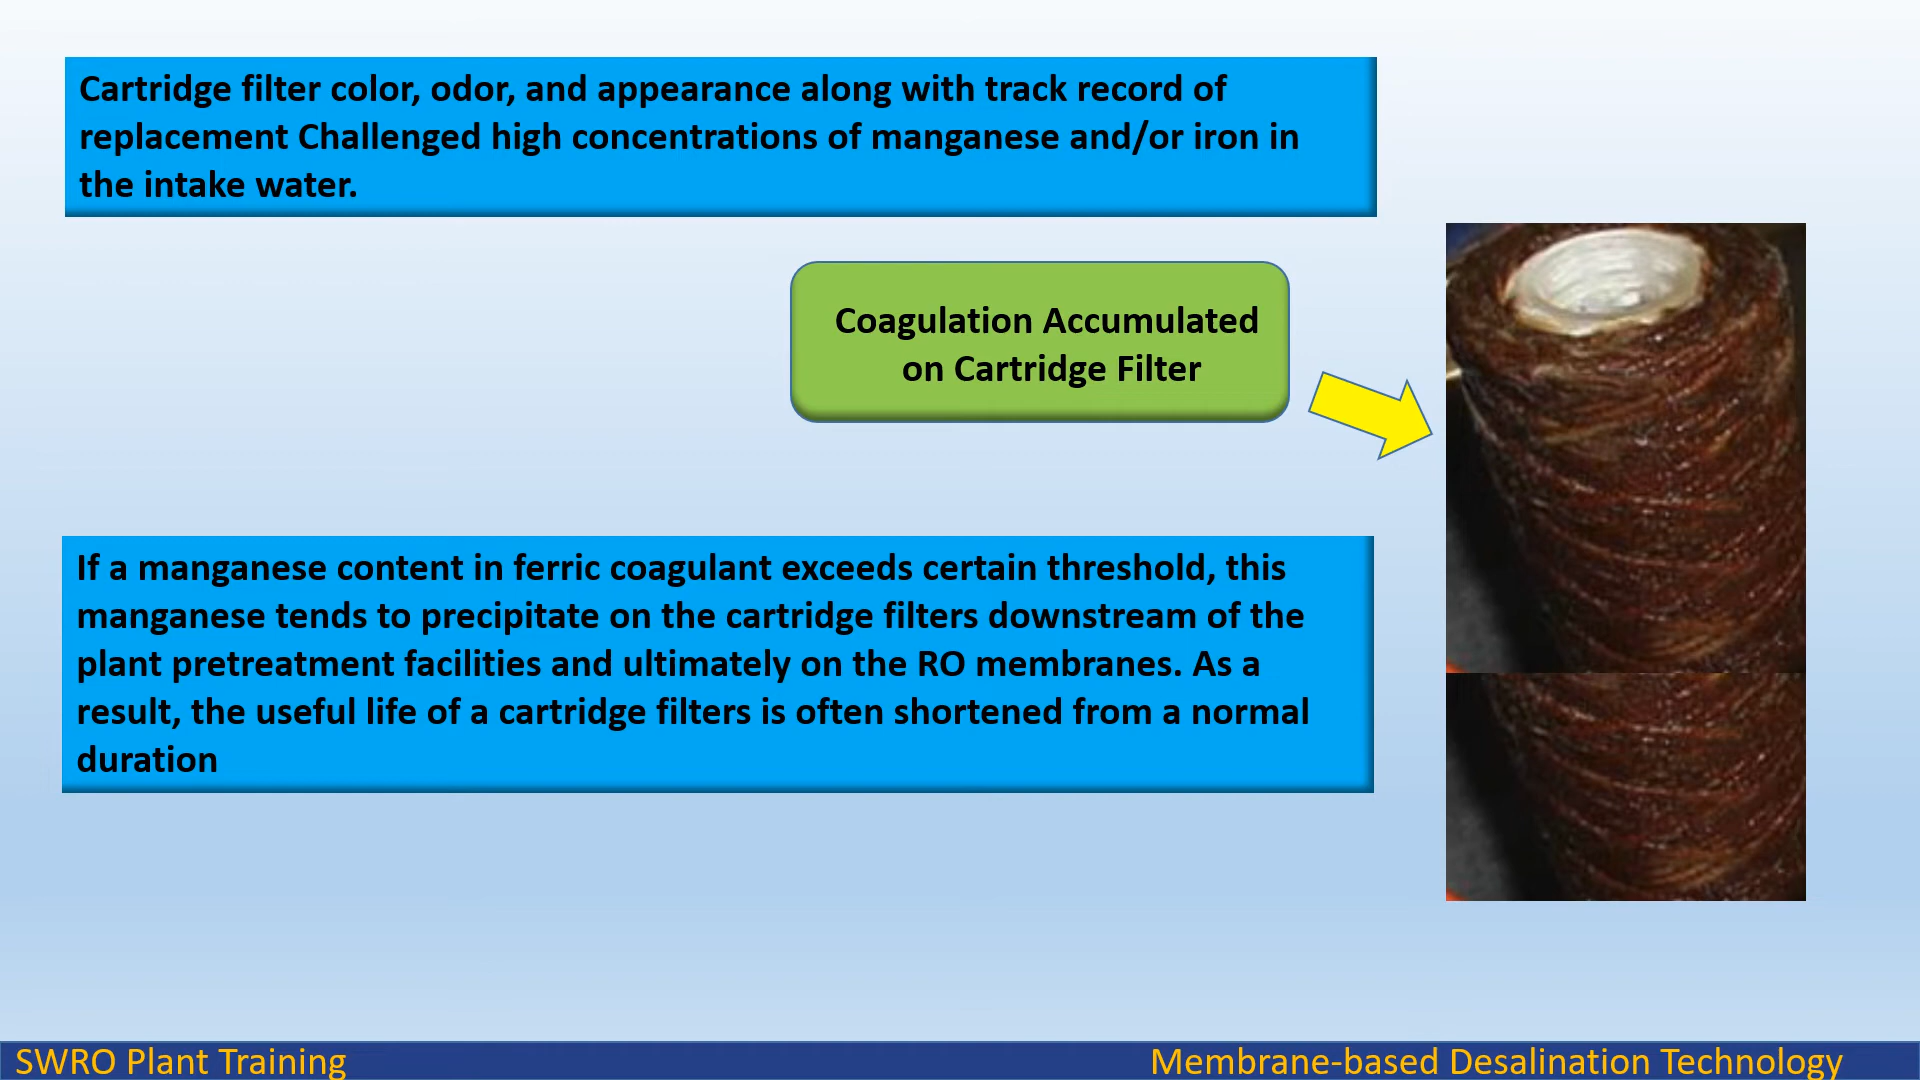 Cartridge filter color, odor, and appearance along with track record of
replacement Challenged high concentrations of manganese and/or iron in
the intake water.
Coagulation Accumulated
on Cartridge Filter
If a manganese content in ferric coagulant exceeds certain threshold, this
manganese tends to precipitate on the cartridge filters downstream of the
plant pretreatment facilities and ultimately on the RO membranes. As a
result, the useful life of a cartridge filters is often shortened from a normal
duration
SWRO Plant Training
Membrane-based Desalination Technology